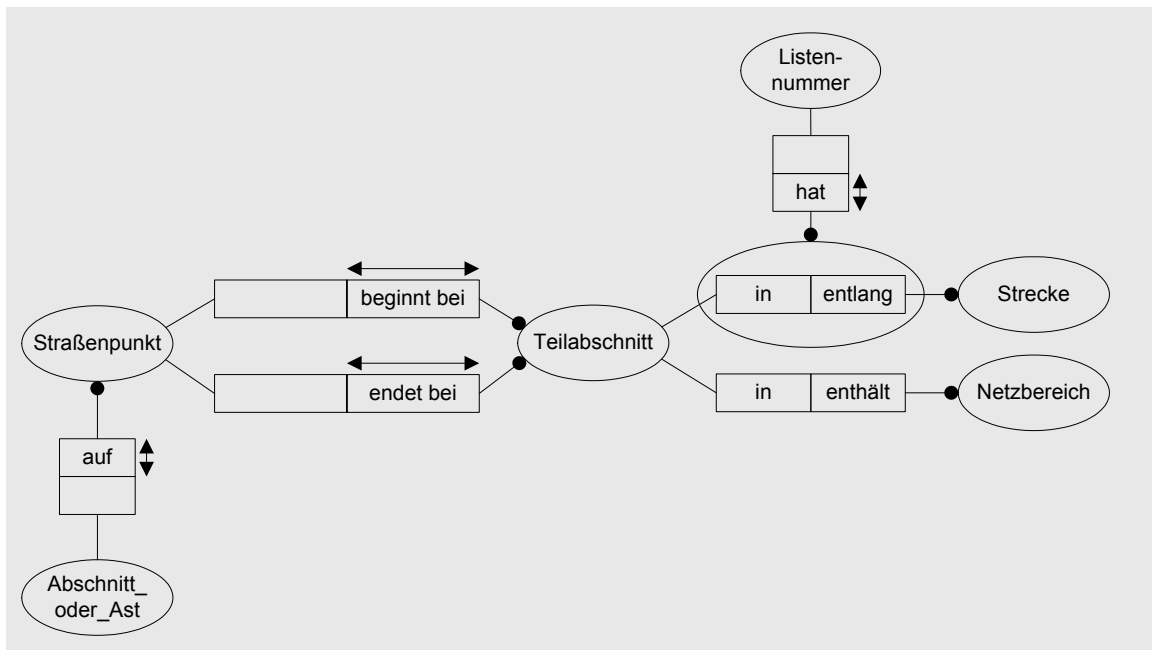 Listen-
nummer
hat
beginnt bei
in
entlang
Strecke
Straßenpunkt
Teilabschnitt
endet bei
in
enthält
Netzbereich
auf
Abschnitt_
oder_Ast